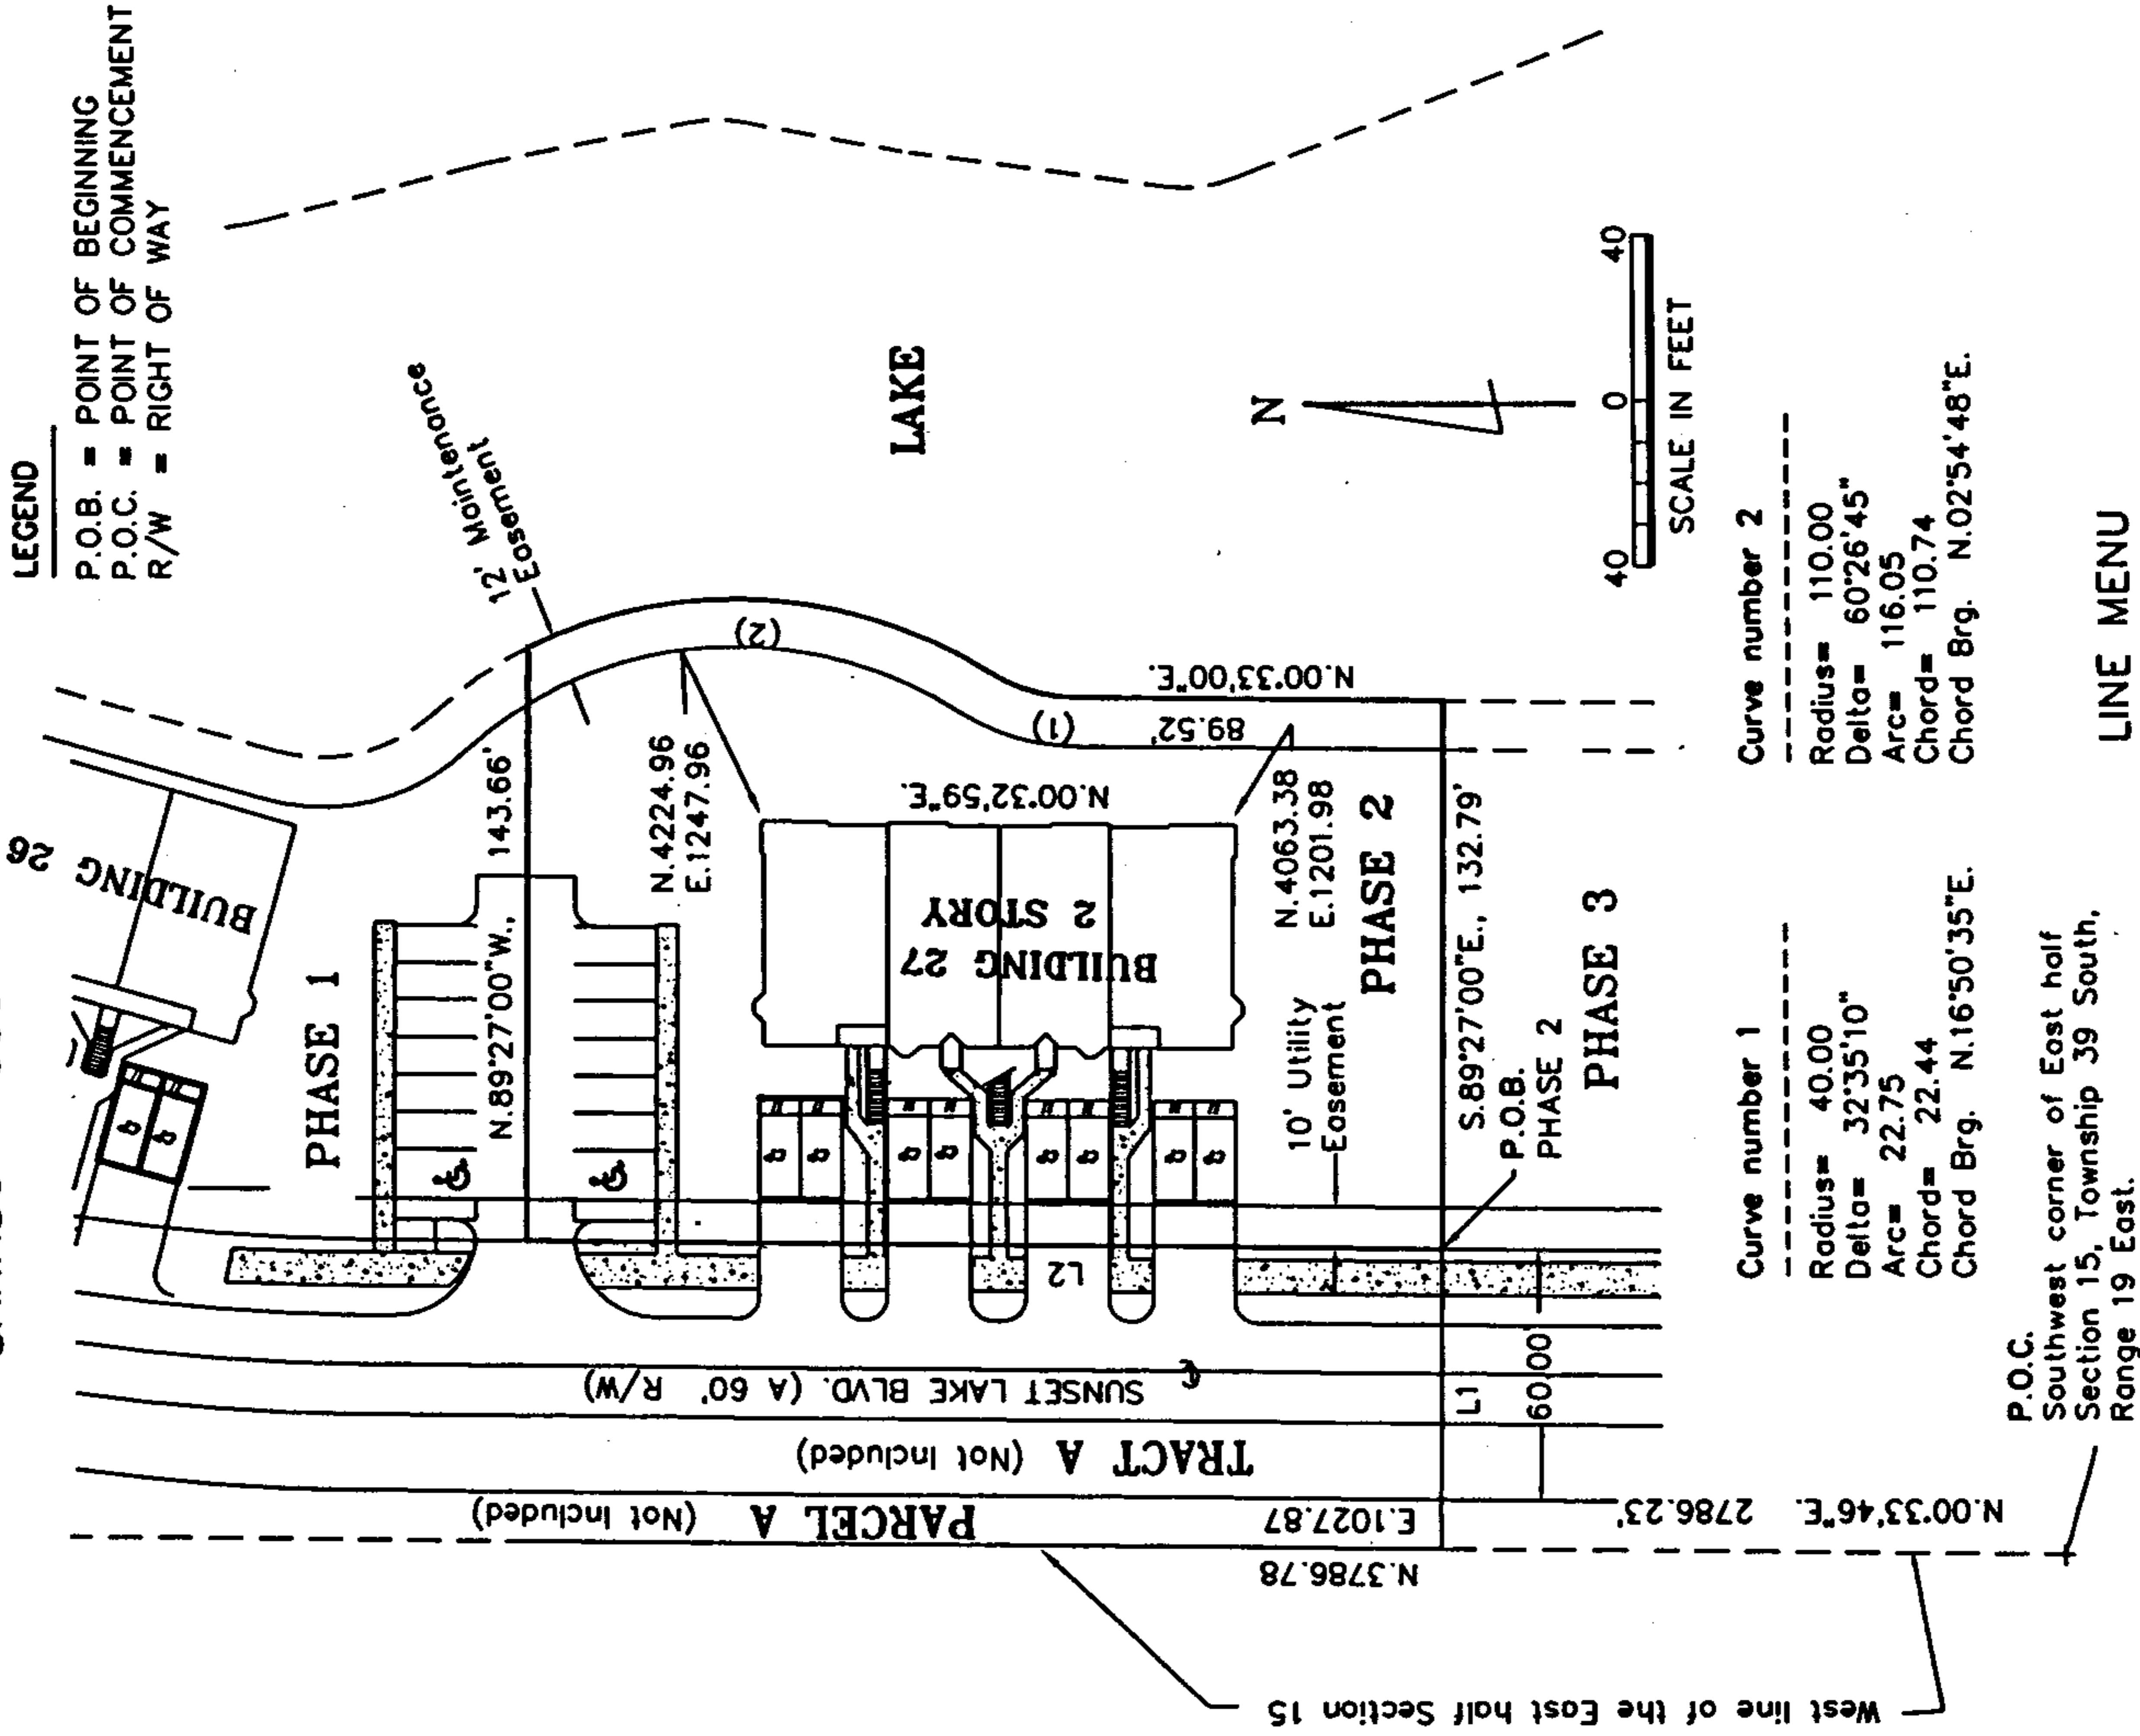 LEGEND
P.O.B. = POINT OF BEGINNING
P.O.C. = POINT OF COMMENCEMENT
R/W = RIGHT OF WAY
BUILDING 26
PHASE 1
N.89°27'00"W., 143.66'
12' Maintenance
Easement
N.4224.96
E.1247.96
(2)
LAKE
N
N.00°32'59"E.
(1)
89.52'
N.00°33'00"E.
BUILDING 27
2 STORY
N.4063.38
E.1201.98
10' Utility
Easement
PHASE 2
L2
S.89°27'00"E., 132.79'
P.O.B.
PHASE 2
PHASE 3
L1
60.00
SUNSET LAKE BLVD. (A 60' R/W)
TRACT A (Not Included)
PARCEL A (Not Included)
E.1027.87
N.3786.78
N.00°33'46"E. 2786.23'
West line of the East half Section 15
40 0 40
SCALE IN FEET
Curve number 1
Radius= 40.00
Delta= 32°35'10"
Arc= 22.75
Chord= 22.44
Chord Brg. N.16°50'35"E.
Curve number 2
Radius= 110.00
Delta= 60°26'45"
Arc= 116.05
Chord= 110.74
Chord Brg. N.02°54'48"E.
P.O.C.
Southwest corner of East half
Section 15, Township 39 South,
Range 19 East.
LINE MENU